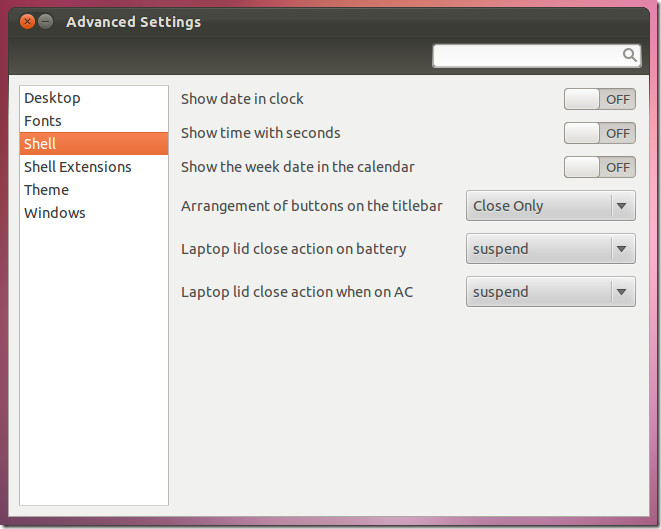 Advanced Settings
Desktop
Fonts
Shell
Shell Extensions
Theme
Windows
Show date in clock OFF
Show time with seconds OFF
Show the week date in the calendar OFF
Arrangement of buttons on the titlebar Close Only
Laptop lid close action on battery suspend
Laptop lid close action when on AC suspend